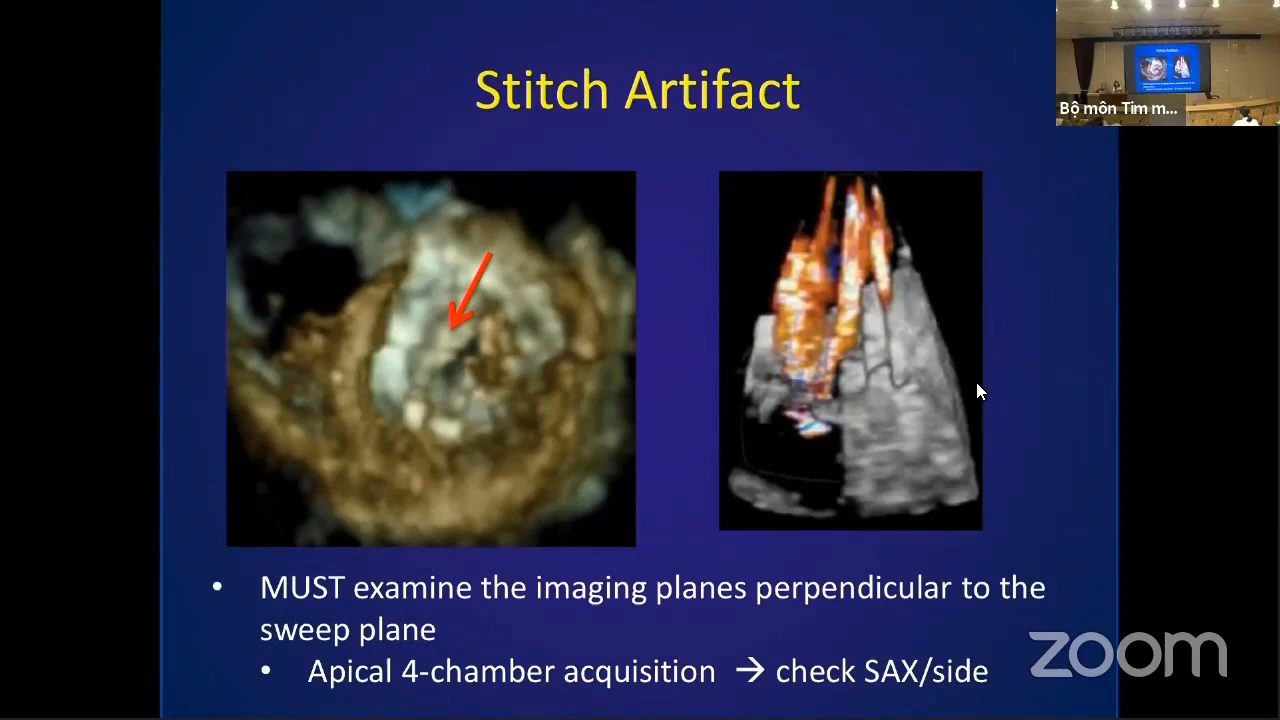 Stitch Artifact
Bộ môn Tim m...
• MUST examine the imaging planes perpendicular to the
sweep plane
• Apical 4-chamber acquisition → check SAX/side
zoom